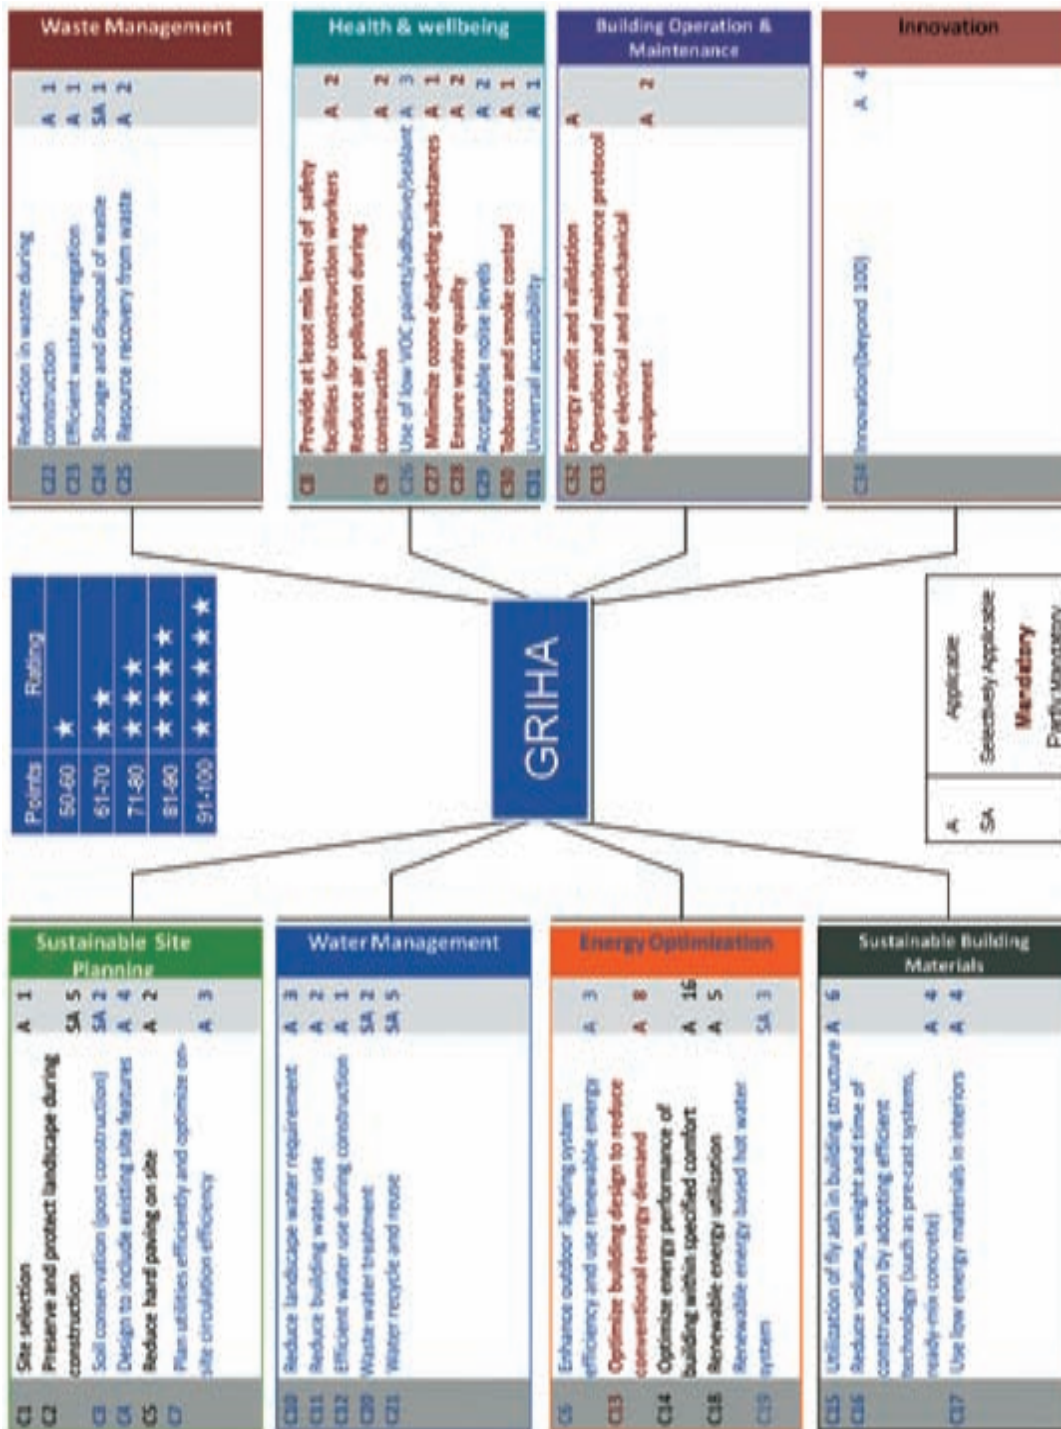 Waste Management
Reduction in waste during
C22 construction A 1
C23 Efficient waste segregation A 1
C24 Storage and disposal of waste SA 1
C25 Resource recovery from waste A 2
Health & wellbeing
C8 Provide at least min level of safety
facilities for construction workers A 2
Reduce air pollution during
C9 construction A 2
C26 Use of low VOC paints/adhesive/sealant A 3
C27 Minimize ozone depleting substances A 1
C28 Ensure water quality A 2
C29 Acceptable noise levels A 2
C30 Tobacco and smoke control A 1
C31 Universal accessibility A 1
Building Operation &
Maintenance
C32 Energy audit and validation A
C33 Operations and maintenance protocol
for electrical and mechanical
equipment A 2
Innovation
C34 Innovation(beyond 100) A 4
Points Rating
50-60 ★
61-70 ★★
71-80 ★★★
81-90 ★★★★
91-100 ★★★★★
GRIHA
A Applicable
SA Selectively Applicable
Mandatory
Partly Mandatory
Sustainable Site
Planning
C1 Site selection A 1
C2 Preserve and protect landscape during
construction SA 5
C3 Soil conservation (post construction) SA 2
C4 Design to include existing site features A 4
C5 Reduce hard paving on site A 2
C7 Plan utilities efficiently and optimize on-
site circulation efficiency A 3
Water Management
C10 Reduce landscape water requirement A 3
C11 Reduce building water use A 2
C12 Efficient water use during construction A 1
C20 Waste water treatment SA 2
C21 Water recycle and reuse SA 5
Energy Optimization
C6 Enhance outdoor lighting system
efficiency and use renewable energy A 3
C13 Optimize building design to reduce
conventional energy demand A 8
C14 Optimize energy performance of
building within specified comfort A 16
C18 Renewable energy utilization A 5
Renewable energy based hot water
C19 system SA 3
Sustainable Building
Materials
C15 Utilization of fly ash in building structure A 6
C16 Reduce volume, weight and time of
construction by adopting efficient
technology (such as pre-cast systems,
ready-mix concrete) A 4
C17 Use low energy materials in interiors A 4